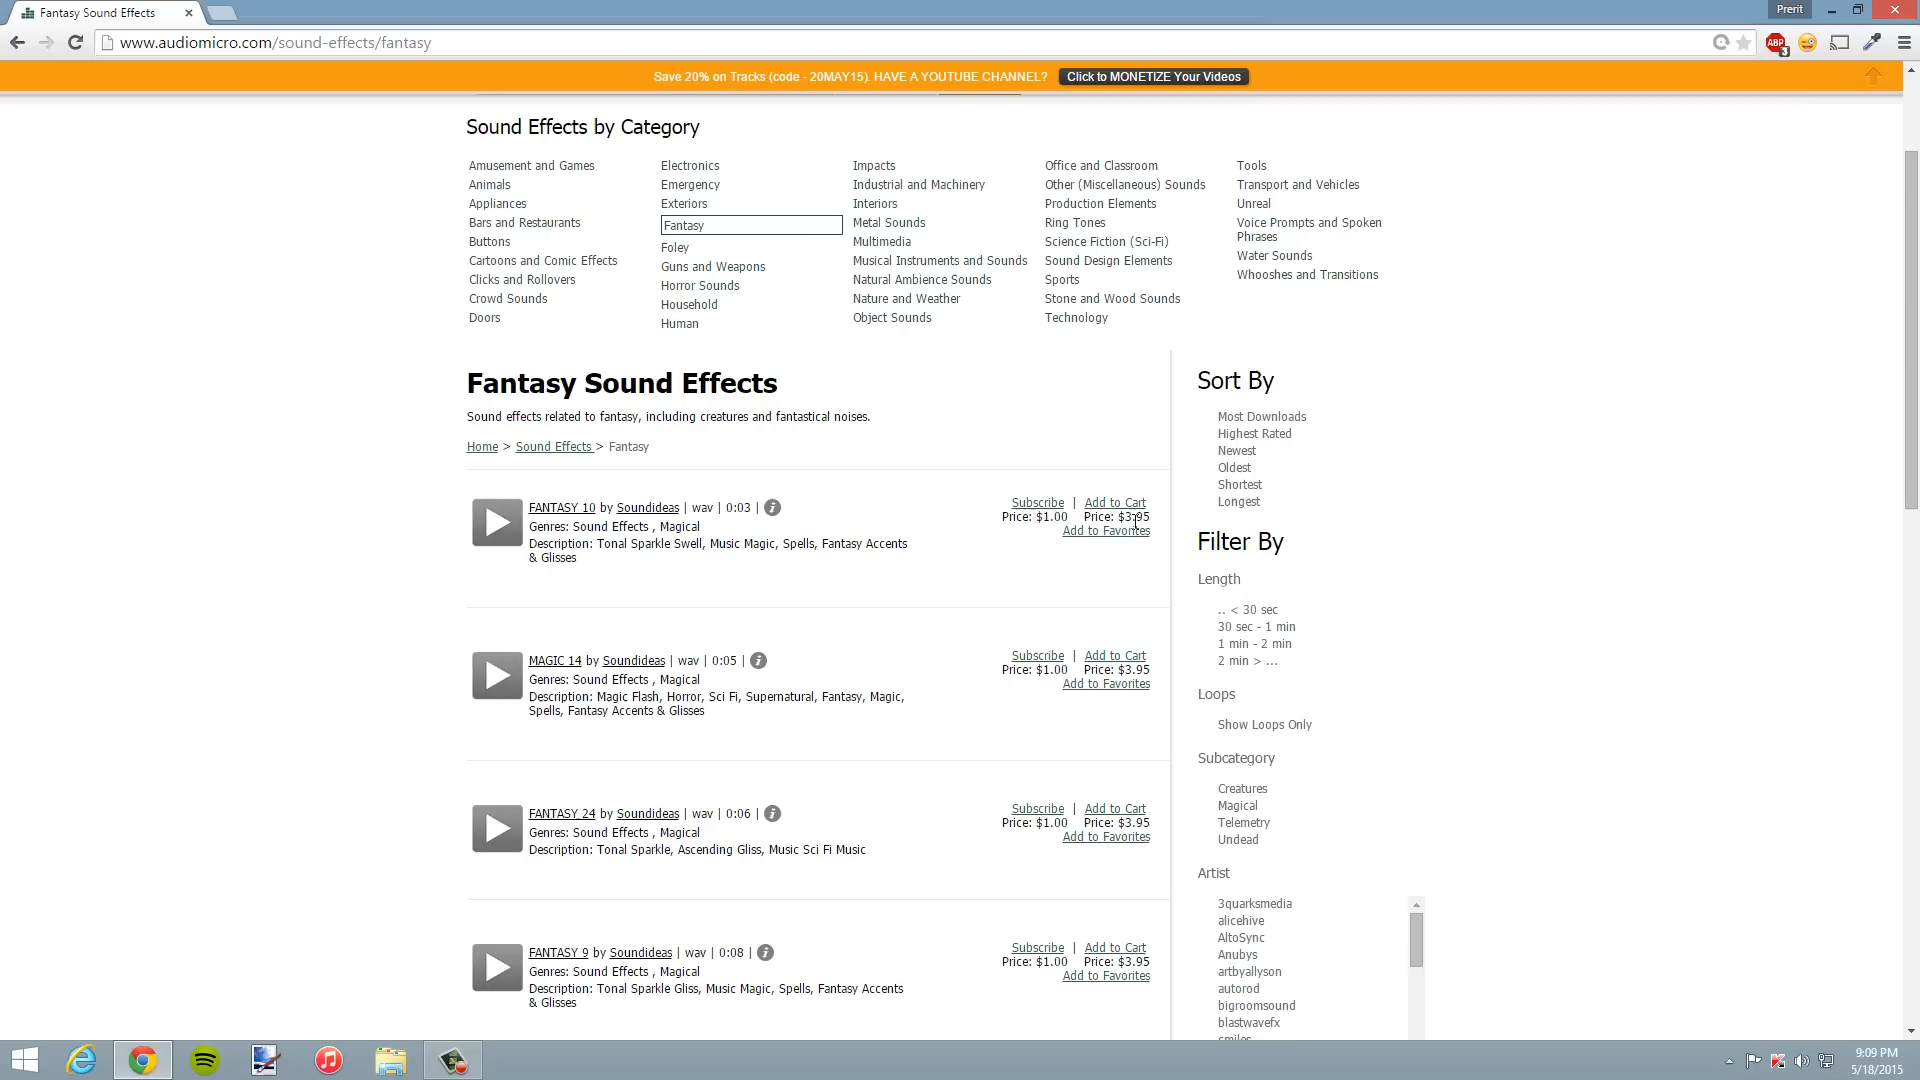 Fantasy Sound Effects
Prerit
www.audiomicro.com/sound-effects/fantasy
ABP
3
Save 20% on Tracks (code - 20MAY15). HAVE A YOUTUBE CHANNEL? Click to MONETIZE Your Videos
Sound Effects by Category
Amusement and Games
Animals
Appliances
Bars and Restaurants
Buttons
Cartoons and Comic Effects
Clicks and Rollovers
Crowd Sounds
Doors
Electronics
Emergency
Exteriors
Fantasy
Foley
Guns and Weapons
Horror Sounds
Household
Human
Impacts
Industrial and Machinery
Interiors
Metal Sounds
Multimedia
Musical Instruments and Sounds
Natural Ambience Sounds
Nature and Weather
Object Sounds
Office and Classroom
Other (Miscellaneous) Sounds
Production Elements
Ring Tones
Science Fiction (Sci-Fi)
Sound Design Elements
Sports
Stone and Wood Sounds
Technology
Tools
Transport and Vehicles
Unreal
Voice Prompts and Spoken
Phrases
Water Sounds
Whooshes and Transitions
Fantasy Sound Effects
Sound effects related to fantasy, including creatures and fantastical noises.
Home > Sound Effects > Fantasy
FANTASY 10 by Soundideas | wav | 0:03 | i
Genres: Sound Effects , Magical
Description: Tonal Sparkle Swell, Music Magic, Spells, Fantasy Accents
& Glisses
Subscribe | Add to Cart
Price: $1.00 Price: $3.95
Add to Favorites
MAGIC 14 by Soundideas | wav | 0:05 | i
Genres: Sound Effects , Magical
Description: Magic Flash, Horror, Sci Fi, Supernatural, Fantasy, Magic,
Spells, Fantasy Accents & Glisses
Subscribe | Add to Cart
Price: $1.00 Price: $3.95
Add to Favorites
FANTASY 24 by Soundideas | wav | 0:06 | i
Genres: Sound Effects , Magical
Description: Tonal Sparkle, Ascending Gliss, Music Sci Fi Music
Subscribe | Add to Cart
Price: $1.00 Price: $3.95
Add to Favorites
FANTASY 9 by Soundideas | wav | 0:08 | i
Genres: Sound Effects , Magical
Description: Tonal Sparkle Gliss, Music Magic, Spells, Fantasy Accents
& Glisses
Subscribe | Add to Cart
Price: $1.00 Price: $3.95
Add to Favorites
Sort By
Most Downloads
Highest Rated
Newest
Oldest
Shortest
Longest
Filter By
Length
.. < 30 sec
30 sec - 1 min
1 min - 2 min
2 min > ...
Loops
Show Loops Only
Subcategory
Creatures
Magical
Telemetry
Undead
Artist
3quarksmedia
alicehive
AltoSync
Anubys
artbyallyson
autorod
bigroomsound
blastwavefx
9:09 PM
5/18/2015